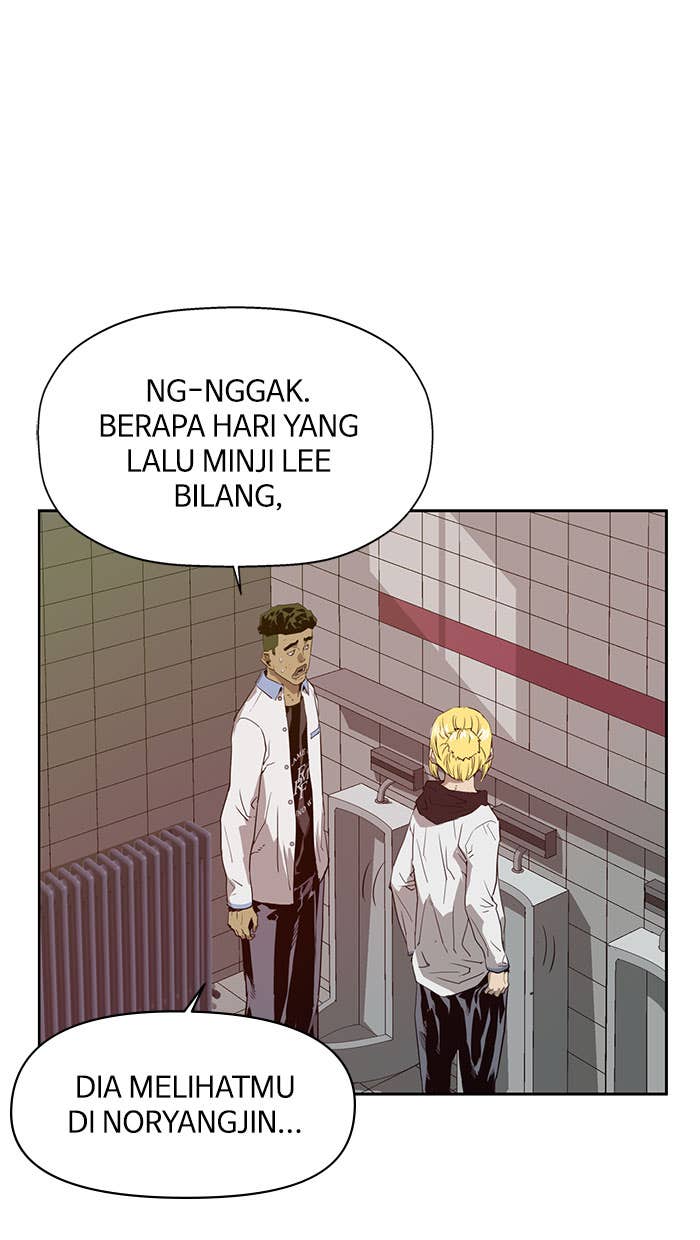 NG-NGGAK.
BERAPA HARI YANG
LALU MINJI LEE
BILANG,
DIA MELIHATMU
DI NORYANGJIN...